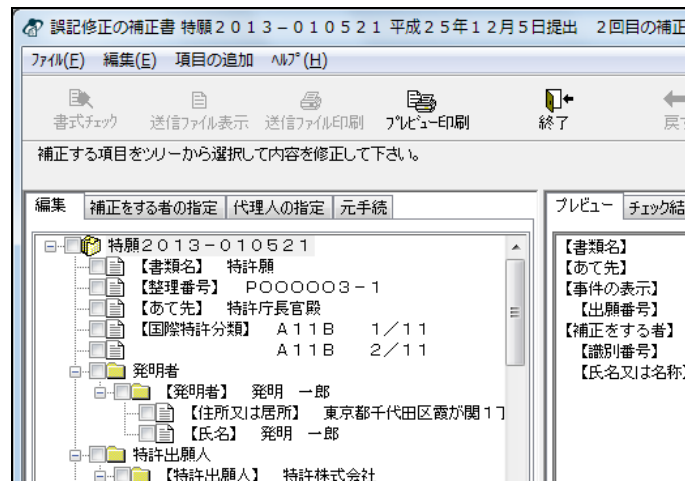 誤記修正の補正書 特願２０１３－０１０５２１ 平成２５年１２月５日提出　２回目の補正
ﾌｧｲﾙ(F)　編集(E)　項目の追加　ﾍﾙﾌﾟ(H)
書式ﾁｪｯｸ　送信ﾌｧｲﾙ表示　送信ﾌｧｲﾙ印刷　ﾌﾟﾚﾋﾞｭｰ印刷　終了　戻
補正する項目をツリーから選択して内容を修正して下さい。
編集　補正をする者の指定　代理人の指定　元手続
特願２０１３－０１０５２１
【書類名】　特許願
【整理番号】　Ｐ０００００３－１
【あて先】　特許庁長官殿
【国際特許分類】　Ａ１１Ｂ　１／１１
Ａ１１Ｂ　２／１１
発明者
【発明者】　発明　一郎
【住所又は居所】　東京都千代田区霞が関１丁
【氏名】　発明　一郎
特許出願人
【特許出願人】　特許株式会社
ﾌﾟﾚﾋﾞｭｰ　ﾁｪｯｸ結
【書類名】
【あて先】
【事件の表示】
【出願番号】
【補正をする者】
【識別番号】
【氏名又は名称】